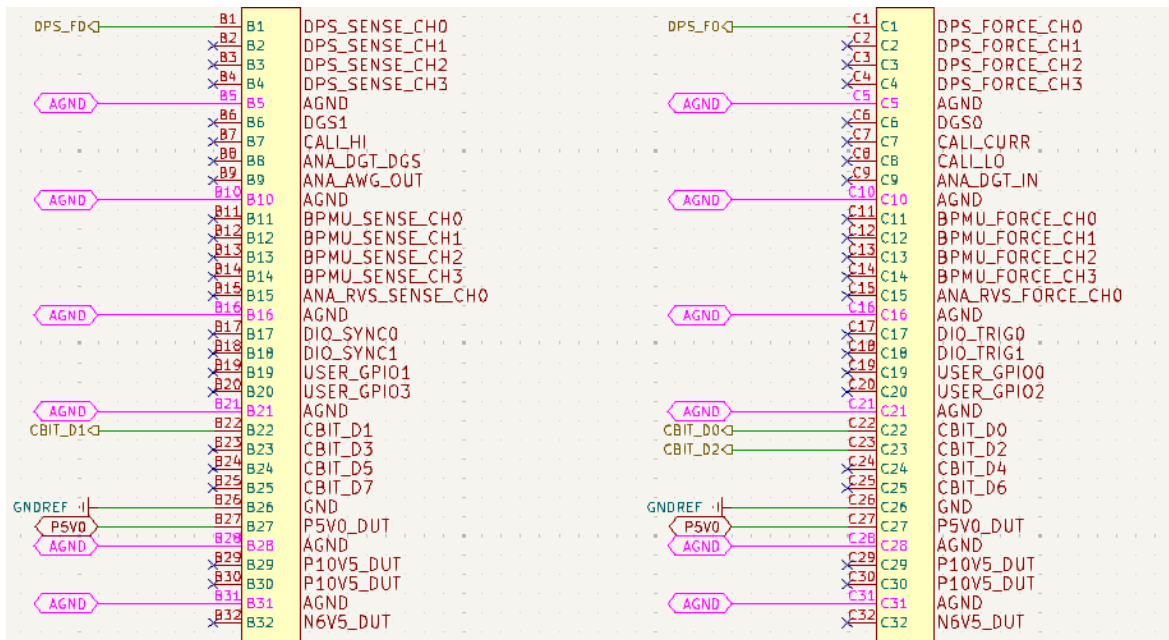 DPS_FD B1 B1 DPS_SENSE_CH0
B2 B2 DPS_SENSE_CH1
B3 B3 DPS_SENSE_CH2
B4 B4 DPS_SENSE_CH3
AGND B5 B5 AGND
B6 B6 DGS1
B7 B7 CALI_HI
B8 B8 ANA_DGT_DGS
B9 B9 ANA_AWG_OUT
AGND B10 B10 AGND
B11 B11 BPMU_SENSE_CH0
B12 B12 BPMU_SENSE_CH1
B13 B13 BPMU_SENSE_CH2
B14 B14 BPMU_SENSE_CH3
B15 B15 ANA_RVS_SENSE_CH0
AGND B16 B16 AGND
B17 B17 DIO_SYNC0
B18 B18 DIO_SYNC1
B19 B19 USER_GPIO1
B20 B20 USER_GPIO3
AGND B21 B21 AGND
CBIT_D1 B22 B22 CBIT_D1
B23 B23 CBIT_D3
B24 B24 CBIT_D5
B25 B25 CBIT_D7
GNDREF B26 B26 GND
P5V0 B27 B27 P5V0_DUT
AGND B28 B28 AGND
B29 B29 P10V5_DUT
B30 B30 P10V5_DUT
AGND B31 B31 AGND
B32 B32 N6V5_DUT
DPS_F0 C1 C1 DPS_FORCE_CH0
C2 C2 DPS_FORCE_CH1
C3 C3 DPS_FORCE_CH2
C4 C4 DPS_FORCE_CH3
AGND C5 C5 AGND
C6 C6 DGS0
C7 C7 CALI_CURR
C8 C8 CALI_LO
C9 C9 ANA_DGT_IN
AGND C10 C10 AGND
C11 C11 BPMU_FORCE_CH0
C12 C12 BPMU_FORCE_CH1
C13 C13 BPMU_FORCE_CH2
C14 C14 BPMU_FORCE_CH3
C15 C15 ANA_RVS_FORCE_CH0
AGND C16 C16 AGND
C17 C17 DIO_TRIG0
C18 C18 DIO_TRIG1
C19 C19 USER_GPIO0
C20 C20 USER_GPIO2
AGND C21 C21 AGND
CBIT_D0 C22 C22 CBIT_D0
CBIT_D2 C23 C23 CBIT_D2
C24 C24 CBIT_D4
C25 C25 CBIT_D6
GNDREF C26 C26 GND
P5V0 C27 C27 P5V0_DUT
AGND C28 C28 AGND
C29 C29 P10V5_DUT
C30 C30 P10V5_DUT
AGND C31 C31 AGND
C32 C32 N6V5_DUT